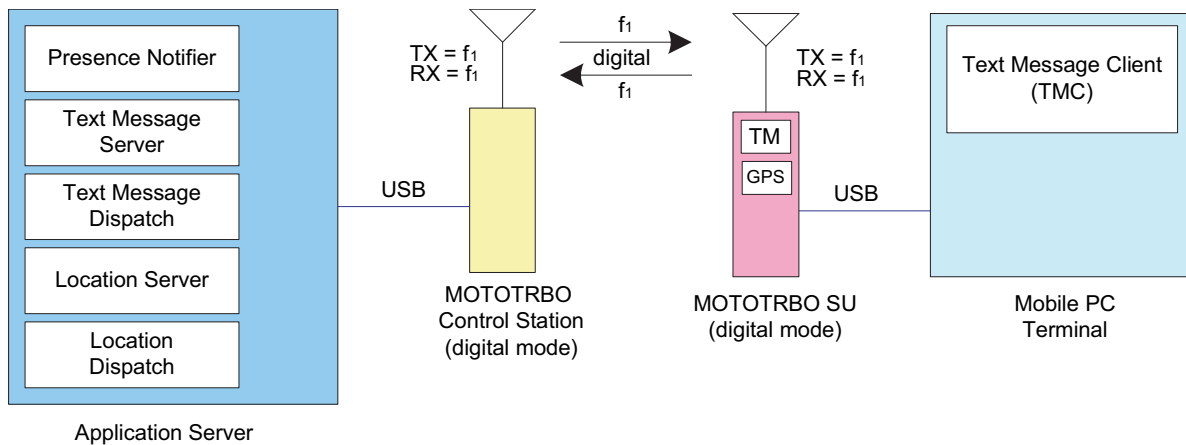 Presence Notifier
Text Message
Server
Text Message
Dispatch
Location Server
Location
Dispatch
Application Server
USB
TX = f₁
RX = f₁
MOTOTRBO
Control Station
(digital mode)
f₁
digital
f₁
TX = f₁
RX = f₁
TM
GPS
MOTOTRBO SU
(digital mode)
USB
Text Message Client
(TMC)
Mobile PC
Terminal